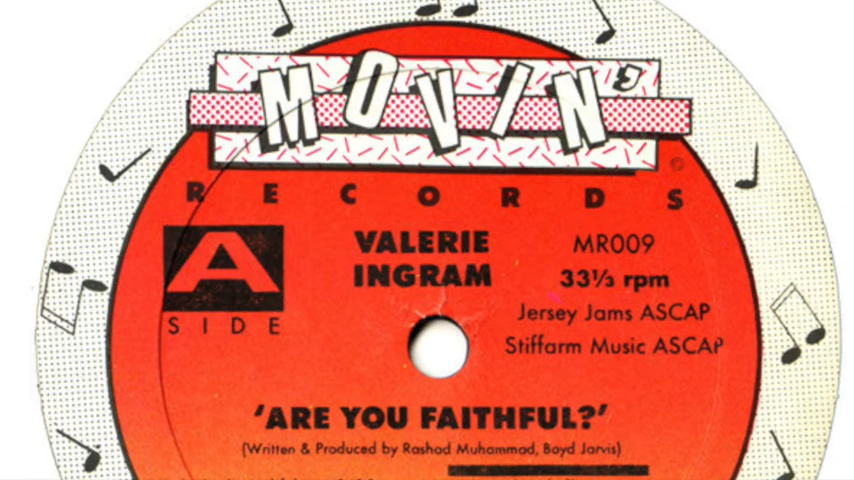 MOVIN'
RECORDS
A
SIDE
VALERIE
INGRAM
MR009
33⅓ rpm
Jersey Jams ASCAP
Stiffarm Music ASCAP
'ARE YOU FAITHFUL?'
(Written & Produced by Rashad Muhammad, Boyd Jarvis)